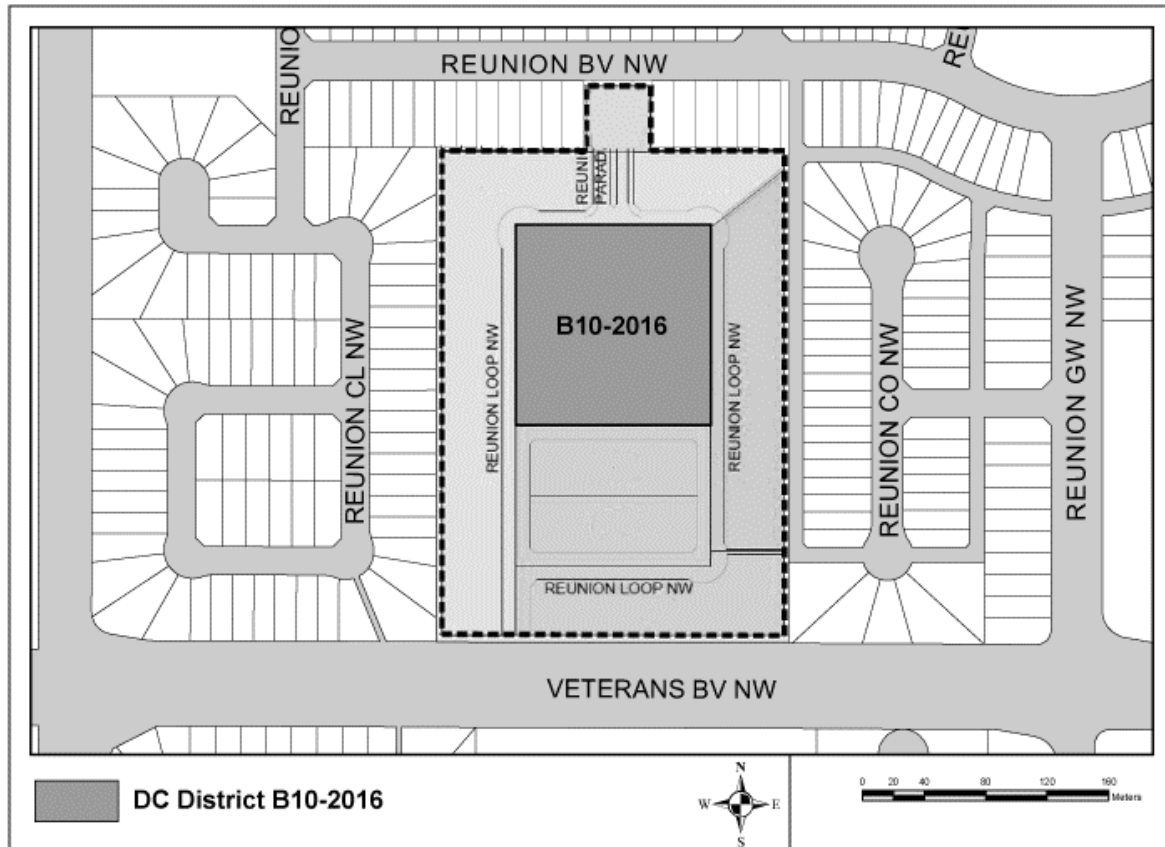 REUNIO
REUNION BV NW
RE
REUNI
PARAD
B10-2016
REUNION LOOP NW
REUNION LOOP NW
REUNION CL NW
REUNION CO NW
REUNION GW NW
REUNION LOOP NW
VETERANS BV NW
DC District B10-2016
N
W E
S
0 20 40 80 120 160
Meters